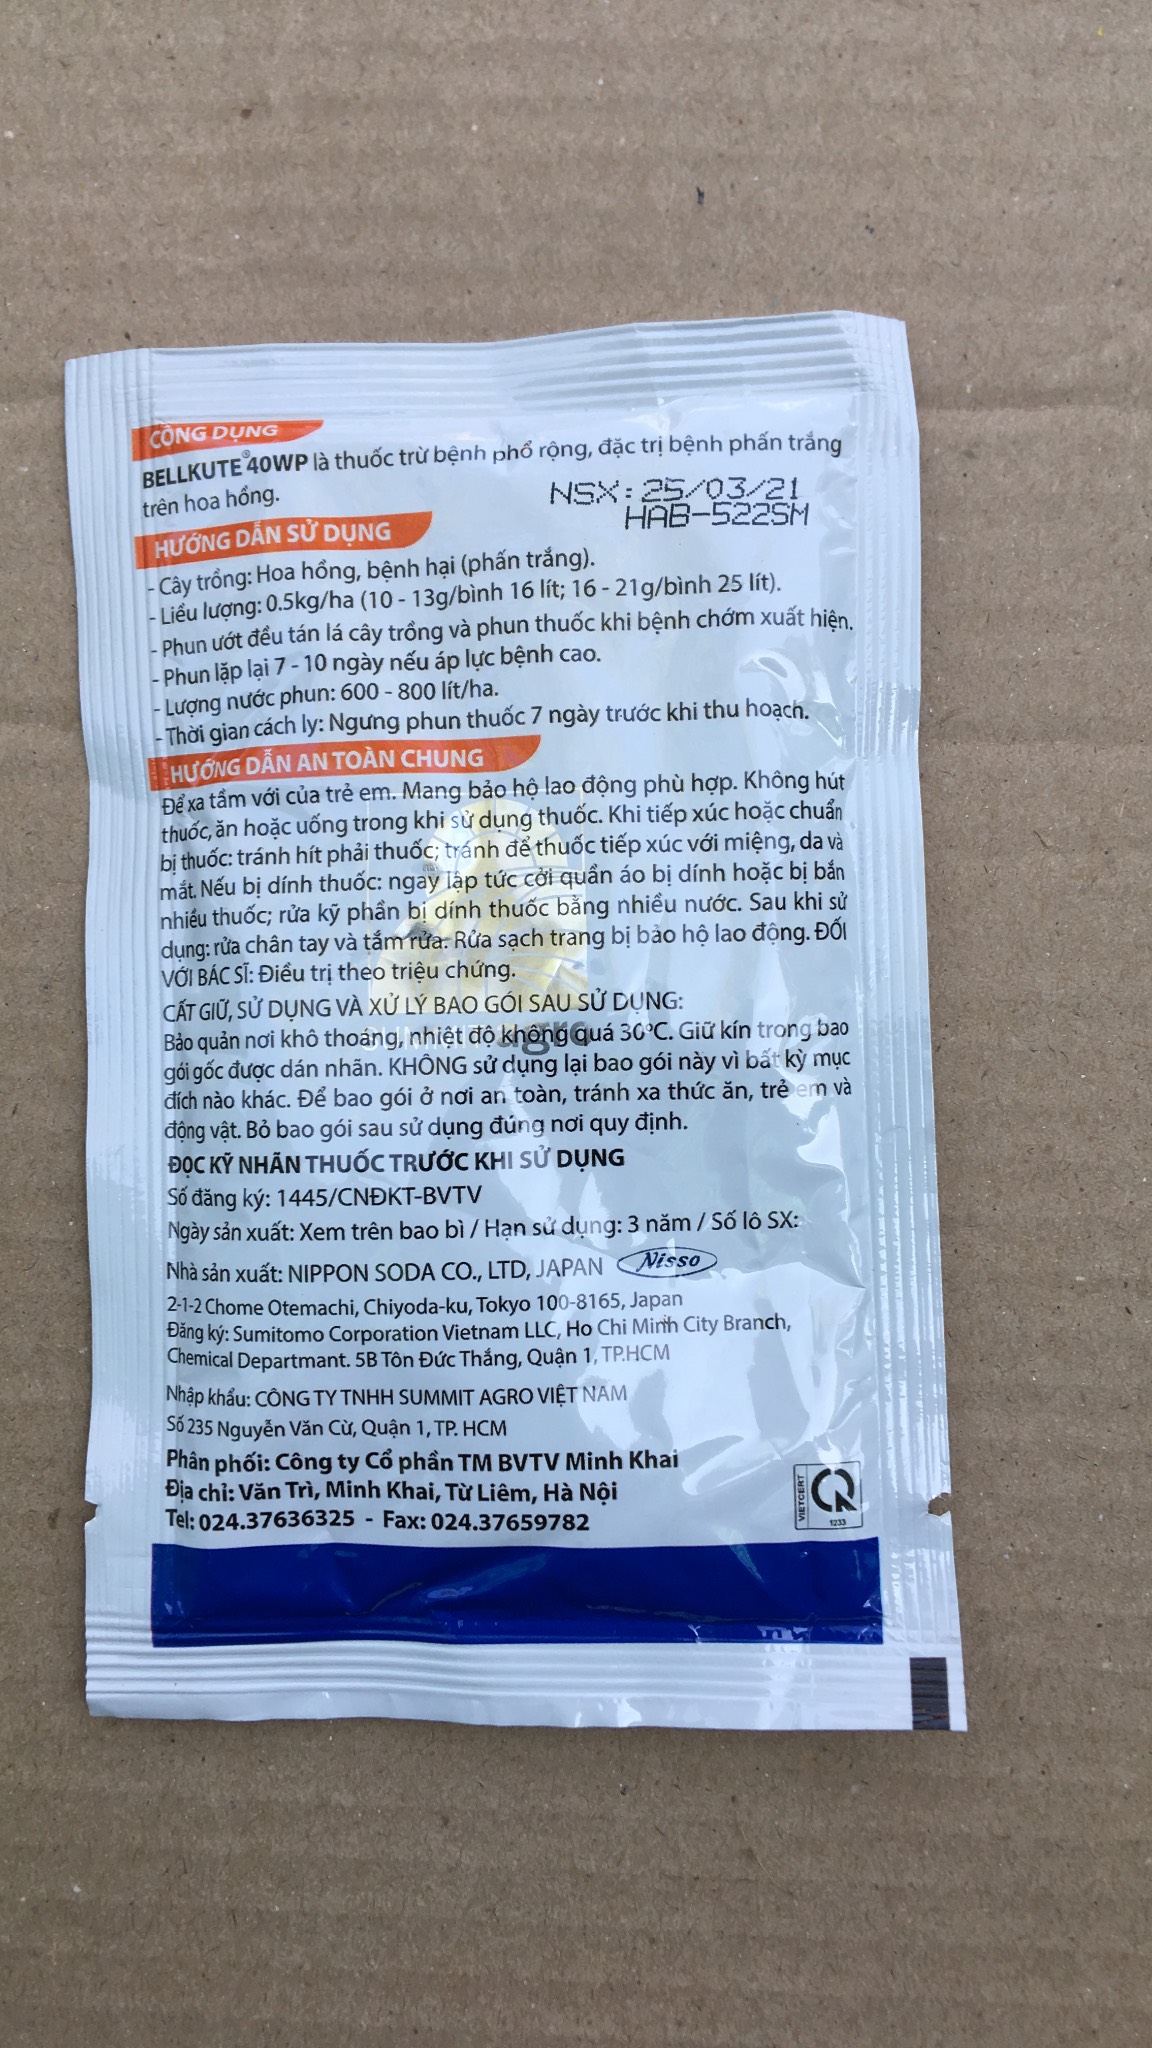 CÔNG DỤNG
BELLKUTE® 40WP là thuốc trừ bệnh phổ rộng, đặc trị bệnh phấn trắng
trên hoa hồng.
NSX: 25/03/21
HAB-522SM
HƯỚNG DẪN SỬ DỤNG
- Cây trồng: Hoa hồng, bệnh hại (phấn trắng).
- Liều lượng: 0.5kg/ha (10 - 13g/bình 16 lít; 16 - 21g/bình 25 lít).
- Phun ướt đều tán lá cây trồng và phun thuốc khi bệnh chớm xuất hiện.
- Phun lặp lại 7 - 10 ngày nếu áp lực bệnh cao.
- Lượng nước phun: 600 - 800 lít/ha.
- Thời gian cách ly: Ngưng phun thuốc 7 ngày trước khi thu hoạch.
HƯỚNG DẪN AN TOÀN CHUNG
Để xa tầm với của trẻ em. Mang bảo hộ lao động phù hợp. Không hút
thuốc, ăn hoặc uống trong khi sử dụng thuốc. Khi tiếp xúc hoặc chuẩn
bị thuốc: tránh hít phải thuốc; tránh để thuốc tiếp xúc với miệng, da và
mắt. Nếu bị dính thuốc: ngay lập tức cởi quần áo bị dính hoặc bị bắn
nhiều thuốc; rửa kỹ phần bị dính thuốc bằng nhiều nước. Sau khi sử
dụng: rửa chân tay và tắm rửa. Rửa sạch trang bị bảo hộ lao động. ĐỐI
VỚI BÁC SĨ: Điều trị theo triệu chứng.
CẤT GIỮ, SỬ DỤNG VÀ XỬ LÝ BAO GÓI SAU SỬ DỤNG:
Bảo quản nơi khô thoáng, nhiệt độ không quá 30ºC. Giữ kín trong bao
gói gốc được dán nhãn. KHÔNG sử dụng lại bao gói này vì bất kỳ mục
đích nào khác. Để bao gói ở nơi an toàn, tránh xa thức ăn, trẻ em và
động vật. Bỏ bao gói sau sử dụng đúng nơi quy định.
ĐỌC KỸ NHÃN THUỐC TRƯỚC KHI SỬ DỤNG
Số đăng ký: 1445/CNĐKT-BVTV
Ngày sản xuất: Xem trên bao bì / Hạn sử dụng: 3 năm / Số lô SX:
Nhà sản xuất: NIPPON SODA CO., LTD, JAPAN Nisso
2-1-2 Chome Otemachi, Chiyoda-ku, Tokyo 100-8165, Japan
Đăng ký: Sumitomo Corporation Vietnam LLC, Ho Chi Minh City Branch,
Chemical Departmant. 5B Tôn Đức Thắng, Quận 1, TP.HCM
Nhập khẩu: CÔNG TY TNHH SUMMIT AGRO VIỆT NAM
Số 235 Nguyễn Văn Cừ, Quận 1, TP. HCM
Phân phối: Công ty Cổ phần TM BVTV Minh Khai
Địa chỉ: Văn Trì, Minh Khai, Từ Liêm, Hà Nội
Tel: 024.37636325 - Fax: 024.37659782
VIETCERT
1233